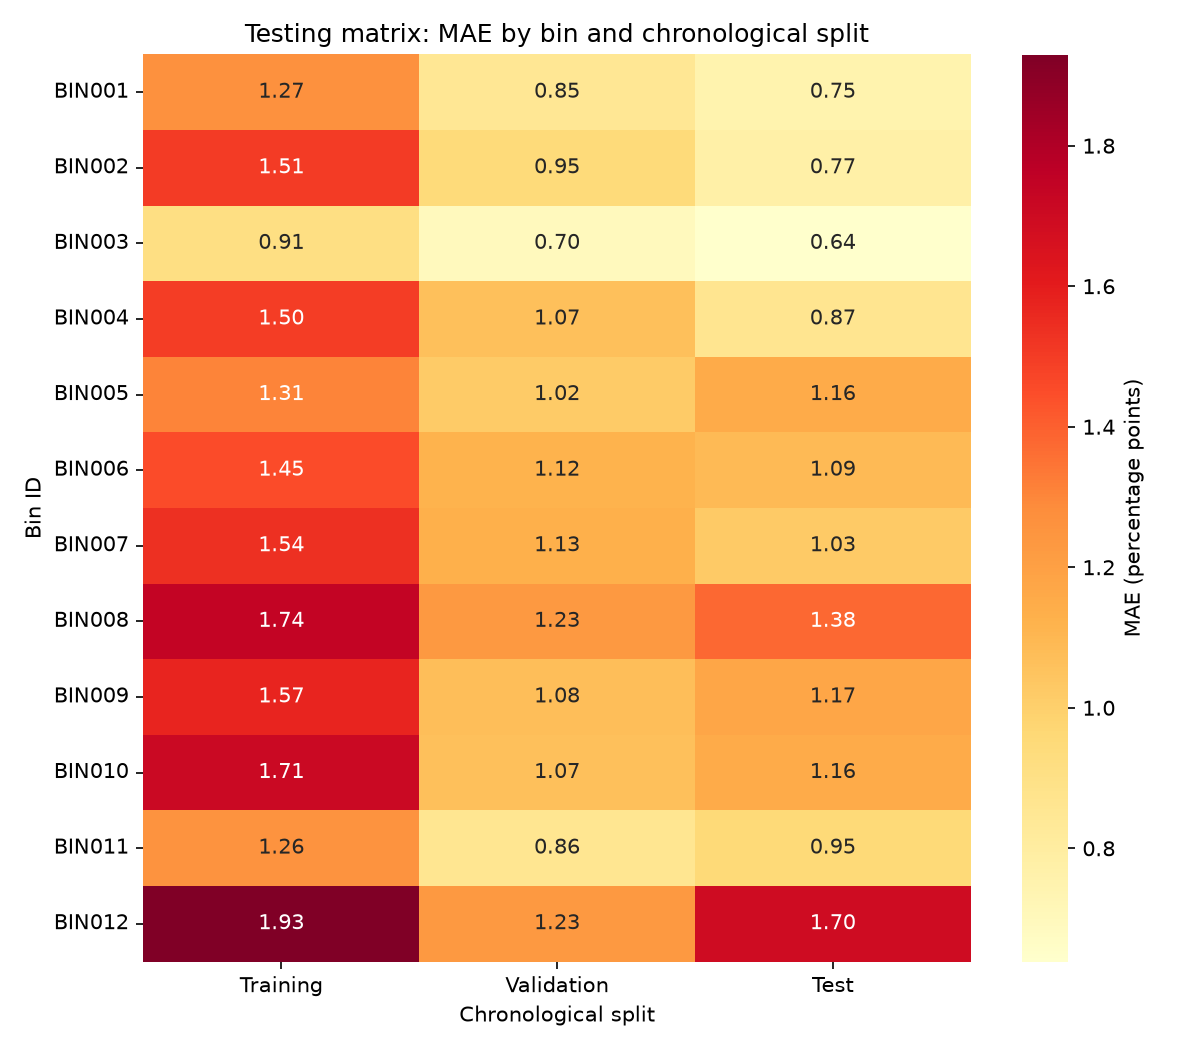 Testing matrix: MAE by bin and chronological split
BIN001 1.27 0.85 0.75
BIN002 1.51 0.95 0.77
BIN003 0.91 0.70 0.64
BIN004 1.50 1.07 0.87
BIN005 1.31 1.02 1.16
BIN006 1.45 1.12 1.09
BIN007 1.54 1.13 1.03
BIN008 1.74 1.23 1.38
BIN009 1.57 1.08 1.17
BIN010 1.71 1.07 1.16
BIN011 1.26 0.86 0.95
BIN012 1.93 1.23 1.70
Training Validation Test
Chronological split
Bin ID
1.8
1.6
1.4
1.2
1.0
0.8
MAE (percentage points)